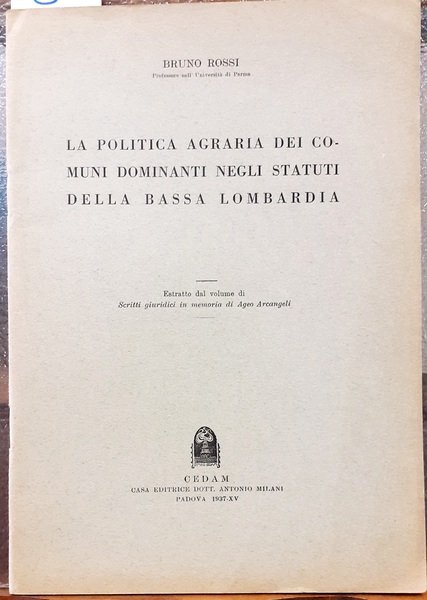 BRUNO ROSSI
Professore nell'Università di Parma
LA POLITICA AGRARIA DEI CO-
MUNI DOMINANTI NEGLI STATUTI
DELLA BASSA LOMBARDIA
Estratto dal volume di
Scritti giuridici in memoria di Ageo Arcangeli
CEDAM
CASA EDITRICE DOTT. ANTONIO MILANI
PADOVA 1937-XV